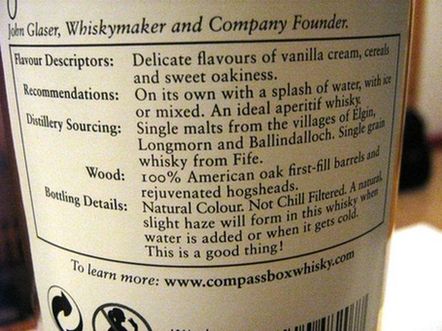 John Glaser, Whiskymaker and Company Founder.
Flavour Descriptors: Delicate flavours of vanilla cream, cereals
and sweet oakiness.
Recommendations: On its own with a splash of water, with ice
or mixed. An ideal aperitif whisky.
Distillery Sourcing: Single malts from the villages of Elgin,
Longmorn and Ballindalloch. Single grain
whisky from Fife.
Wood: 100% American oak first-fill barrels and
rejuvenated hogsheads.
Bottling Details: Natural Colour. Not Chill Filtered. A natural,
slight haze will form in this whisky when
water is added or when it gets cold.
This is a good thing!
To learn more: www.compassboxwhisky.com